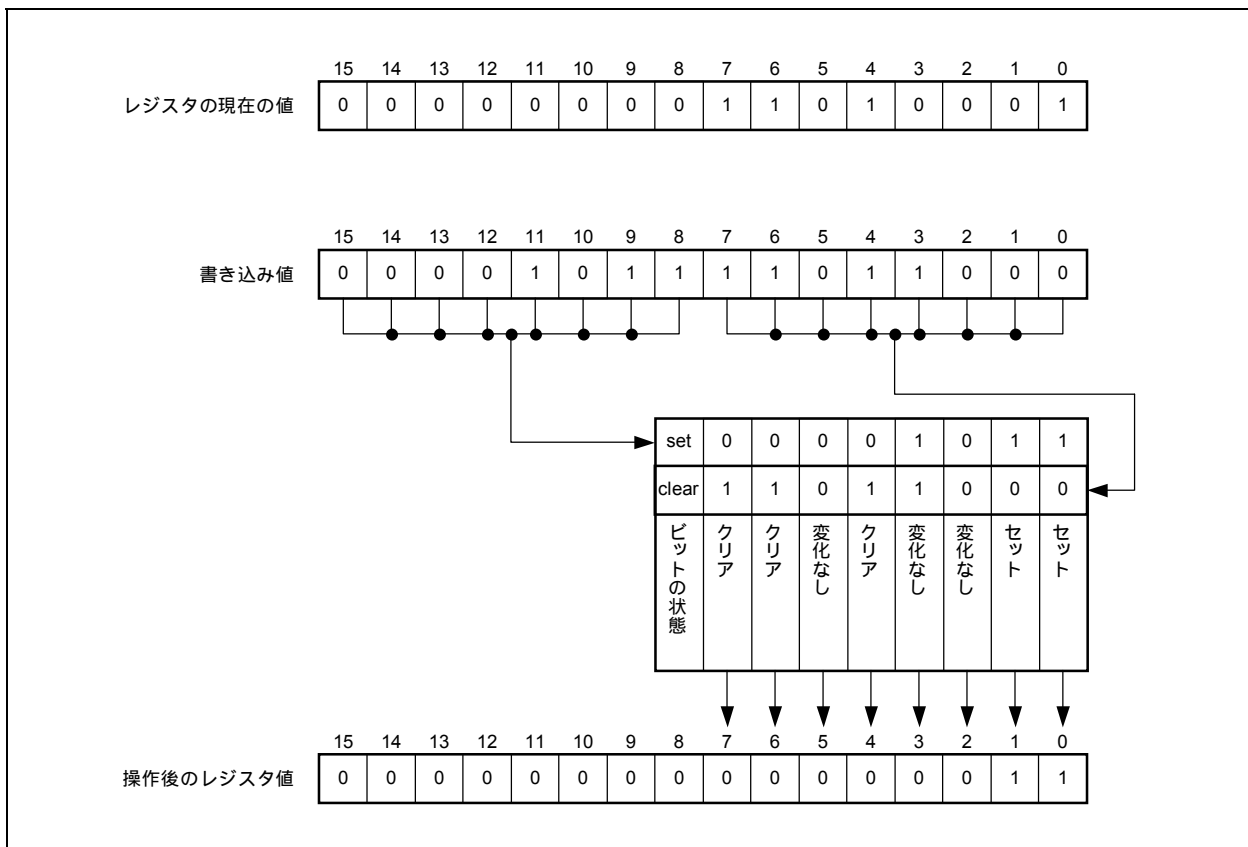 15 14 13 12 11 10 9 8 7 6 5 4 3 2 1 0
レジスタの現在の値 0 0 0 0 0 0 0 0 1 1 0 1 0 0 0 1
15 14 13 12 11 10 9 8 7 6 5 4 3 2 1 0
書き込み値 0 0 0 0 1 0 1 1 1 1 0 1 1 0 0 0
set 0 0 0 0 1 0 1 1
clear 1 1 0 1 1 0 0 0
ビットの状態
クリア
クリア
変化なし
クリア
変化なし
変化なし
セット
セット
15 14 13 12 11 10 9 8 7 6 5 4 3 2 1 0
操作後のレジスタ値 0 0 0 0 0 0 0 0 0 0 0 0 0 0 1 1